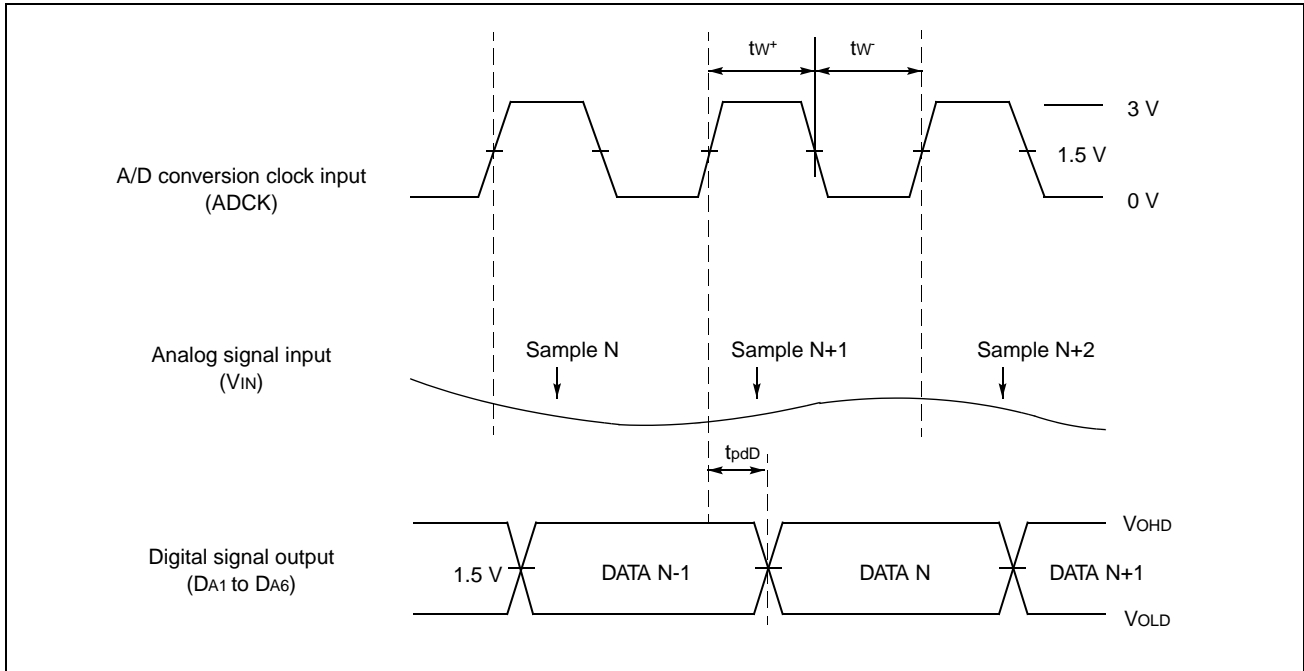 tW+
tW-
3 V
1.5 V
0 V
A/D conversion clock input
(ADCK)
Analog signal input
(VIN)
Sample N
Sample N+1
Sample N+2
tpdD
Digital signal output
(DA1 to DA6)
1.5 V
DATA N-1
DATA N
DATA N+1
VOHD
VOLD